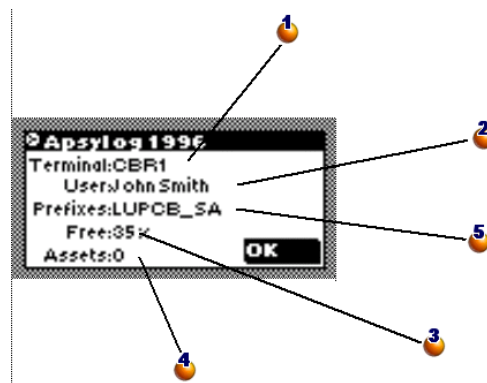 1
Apsylog 1996
2
Terminal:CBR1
User:John Smith
Prefixes:LUPCB_SA
Free:35%
5
Assets:0
OK
3
4